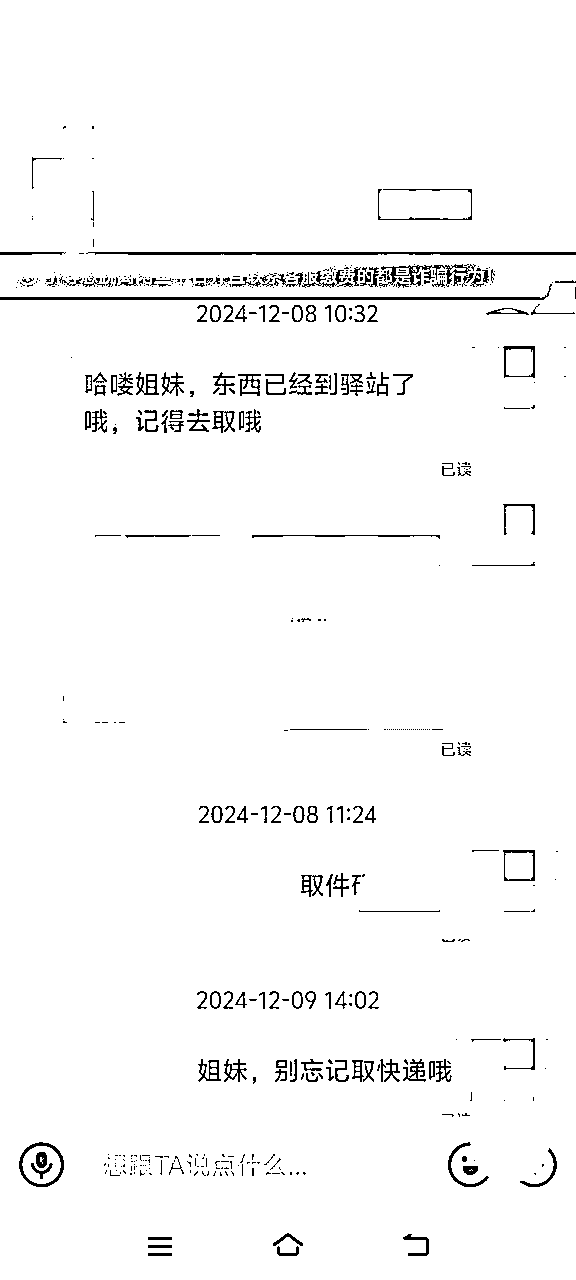 客服缴费的都是诈骗行为!
2024-12-08 10:32
哈喽姐妹，东西已经到驿站了
哦，记得去取哦
已读
已读
2024-12-08 11:24
取件
2024-12-09 14:02
姐妹，别忘记取快递哦
想跟TA说点什么...